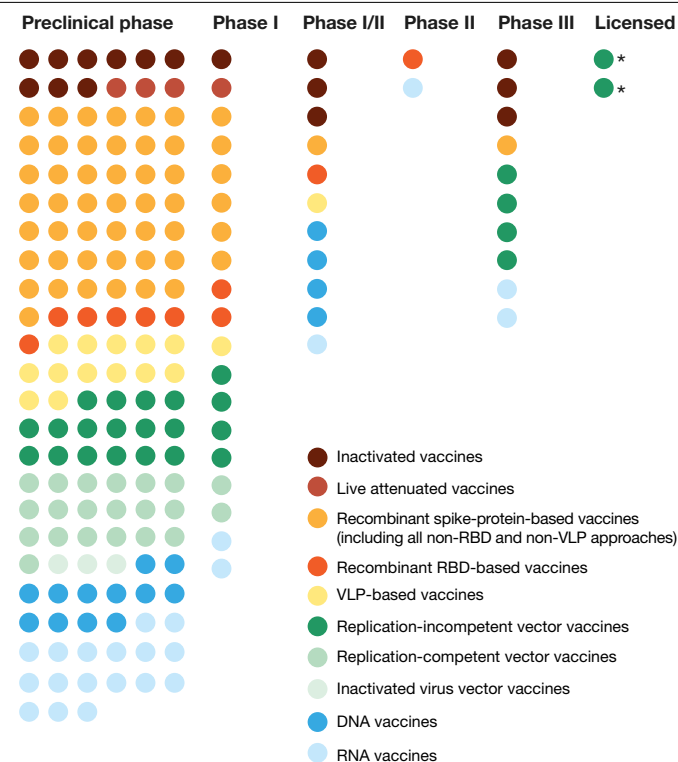 Preclinical phase Phase I Phase I/II Phase II Phase III Licensed
*
*
Inactivated vaccines
Live attenuated vaccines
Recombinant spike-protein-based vaccines
(including all non-RBD and non-VLP approaches)
Recombinant RBD-based vaccines
VLP-based vaccines
Replication-incompetent vector vaccines
Replication-competent vector vaccines
Inactivated virus vector vaccines
DNA vaccines
RNA vaccines